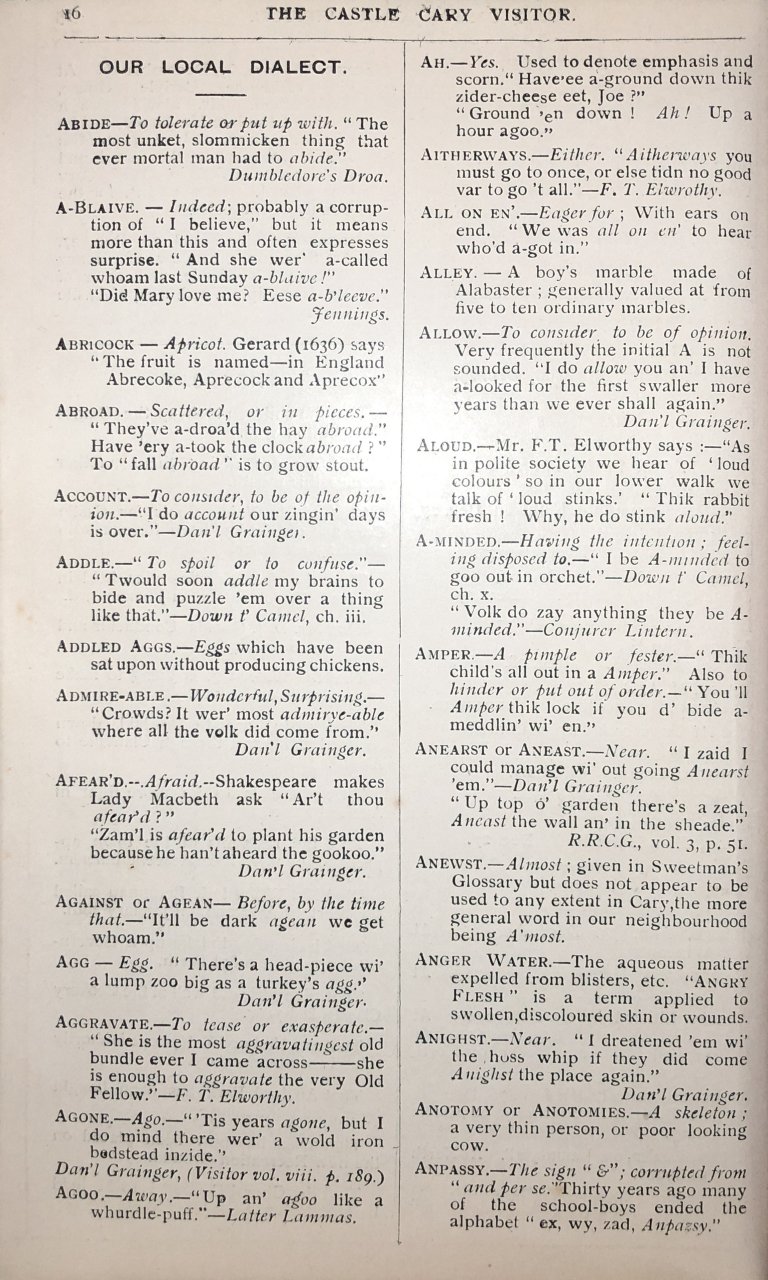 16
THE CASTLE CARY VISITOR.
OUR LOCAL DIALECT.
ABIDE—To tolerate or put up with. "The
most unket, slommicken thing that
ever mortal man had to abide."
Dumbledore's Droa.
A-BLAIVE. — Indeed; probably a corrup-
tion of "I believe," but it means
more than this and often expresses
surprise. "And she wer' a-called
whoam last Sunday a-blaive!"
"Did Mary love me? Eese a-b'leeve."
Jennings.
ABRICOCK — Apricot. Gerard (1636) says
"The fruit is named—in England
Abrecoke, Aprecock and Aprecox"
ABROAD. — Scattered, or in pieces. —
"They've a-droa'd the hay abroad."
Have 'ery a-took the clock abroad?"
To "fall abroad" is to grow stout.
ACCOUNT.—To consider, to be of the opin-
ion.—"I do account our zingin' days
is over."—Dan'l Grainger.
ADDLE.—"To spoil or to confuse."—
"Twould soon addle my brains to
bide and puzzle 'em over a thing
like that."—Down t' Camel, ch. iii.
ADDLED AGGS.—Eggs which have been
sat upon without producing chickens.
ADMIRE-ABLE.—Wonderful, Surprising.—
"Crowds? It wer' most admirye-able
where all the volk did come from."
Dan'l Grainger.
AFEAR'D.--.Afraid.--Shakespeare makes
Lady Macbeth ask "Ar't thou
afear'd?"
"Zam'l is afear'd to plant his garden
because he han't aheard the gookoo."
Dan'l Grainger.
AGAINST or AGEAN— Before, by the time
that.—"It'll be dark agean we get
whoam."
AGG — Egg. "There's a head-piece wi'
a lump zoo big as a turkey's agg."
Dan'l Grainger.
AGGRAVATE.—To tease or exasperate.—
"She is the most aggravatingest old
bundle ever I came across——she
is enough to aggravate the very Old
Fellow."—F. T. Elworthy.
AGONE.—Ago.—"'Tis years agone, but I
do mind there wer' a wold iron
bedstead inzide."
Dan'l Grainger, (Visitor vol. viii. p. 189.)
AGOO.—Away.—"Up an' agoo like a
whurdle-puff."—Latter Lammas.
AH.—Yes. Used to denote emphasis and
scorn. "Have'ee a-ground down thik
zider-cheese eet, Joe?"
"Ground 'en down! Ah! Up a
hour agoo."
AITHERWAYS.—Either. "Aitherways you
must go to once, or else tidn no good
var to go 't all."—F. T. Elwrothy.
ALL ON EN'.—Eager for; With ears on
end. "We was all on en' to hear
who'd a-got in."
ALLEY. — A boy's marble made of
Alabaster; generally valued at from
five to ten ordinary marbles.
ALLOW.—To consider, to be of opinion.
Very frequently the initial A is not
sounded. "I do allow you an' I have
a-looked for the first swaller more
years than we ever shall again."
Dan'l Grainger.
ALOUD.—Mr. F.T. Elworthy says:—"As
in polite society we hear of 'loud
colours' so in our lower walk we
talk of 'loud stinks.' "Thik rabbit
fresh! Why, he do stink aloud."
A-MINDED.—Having the intention; feel-
ing disposed to.—"I be A-minded to
goo out in orchet."—Down t' Camel,
ch. x.
"Volk do zay anything they be A-
minded."—Conjurer Lintern.
AMPER.—A pimple or fester.—"Thik
child's all out in a Amper." Also to
hinder or put out of order.—"You'll
Amper thik lock if you d' bide a-
meddlin' wi' en."
ANEARST or ANEAST.—Near. "I zaid I
could manage wi' out going Anearst
'em."—Dan'l Grainger.
"Up top o' garden there's a zeat,
Aneast the wall an' in the sheade."
R.R.C.G., vol. 3, p. 51.
ANEWST.—Almost; given in Sweetman's
Glossary but does not appear to be
used to any extent in Cary, the more
general word in our neighbourhood
being A'most.
ANGER WATER.—The aqueous matter
expelled from blisters, etc. "ANGRY
FLESH" is a term applied to
swollen, discoloured skin or wounds.
ANIGHST.—Near. "I dreatened 'em wi'
the huss whip if they did come
Anighst the place again."
Dan'l Grainger.
ANOTOMY or ANOTOMIES.—A skeleton;
a very thin person, or poor looking
cow.
ANPASSY.—The sign "&"; corrupted from
"and per se." Thirty years ago many
of the school-boys ended the
alphabet "ex, wy, zad, Anpassy."